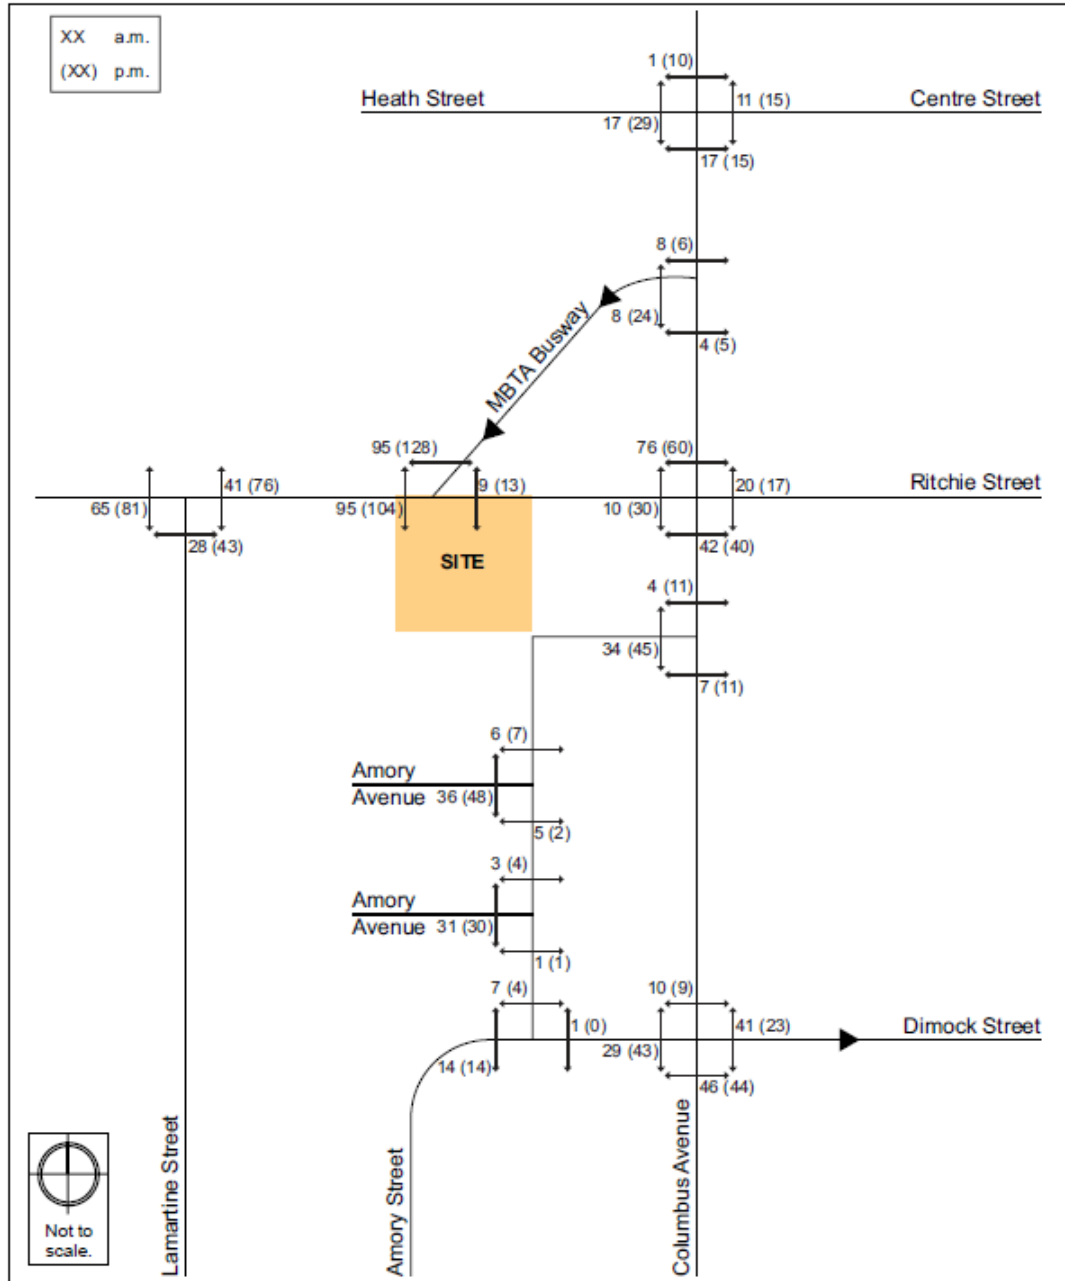 XX a.m.
(XX) p.m.
1 (10)
Heath Street
11 (15)
Centre Street
17 (29)
17 (15)
8 (6)
8 (24)
4 (5)
MBTA Busway
95 (128)
76 (60)
41 (76)
9 (13)
20 (17)
Ritchie Street
65 (81)
95 (104)
10 (30)
28 (43)
42 (40)
SITE
4 (11)
34 (45)
7 (11)
6 (7)
Amory
Avenue 36 (48)
5 (2)
3 (4)
Amory
Avenue 31 (30)
1 (1)
7 (4)
10 (9)
1 (0)
41 (23)
Dimock Street
29 (43)
14 (14)
46 (44)
Lamartine Street
Amory Street
Columbus Avenue
Not to
scale.